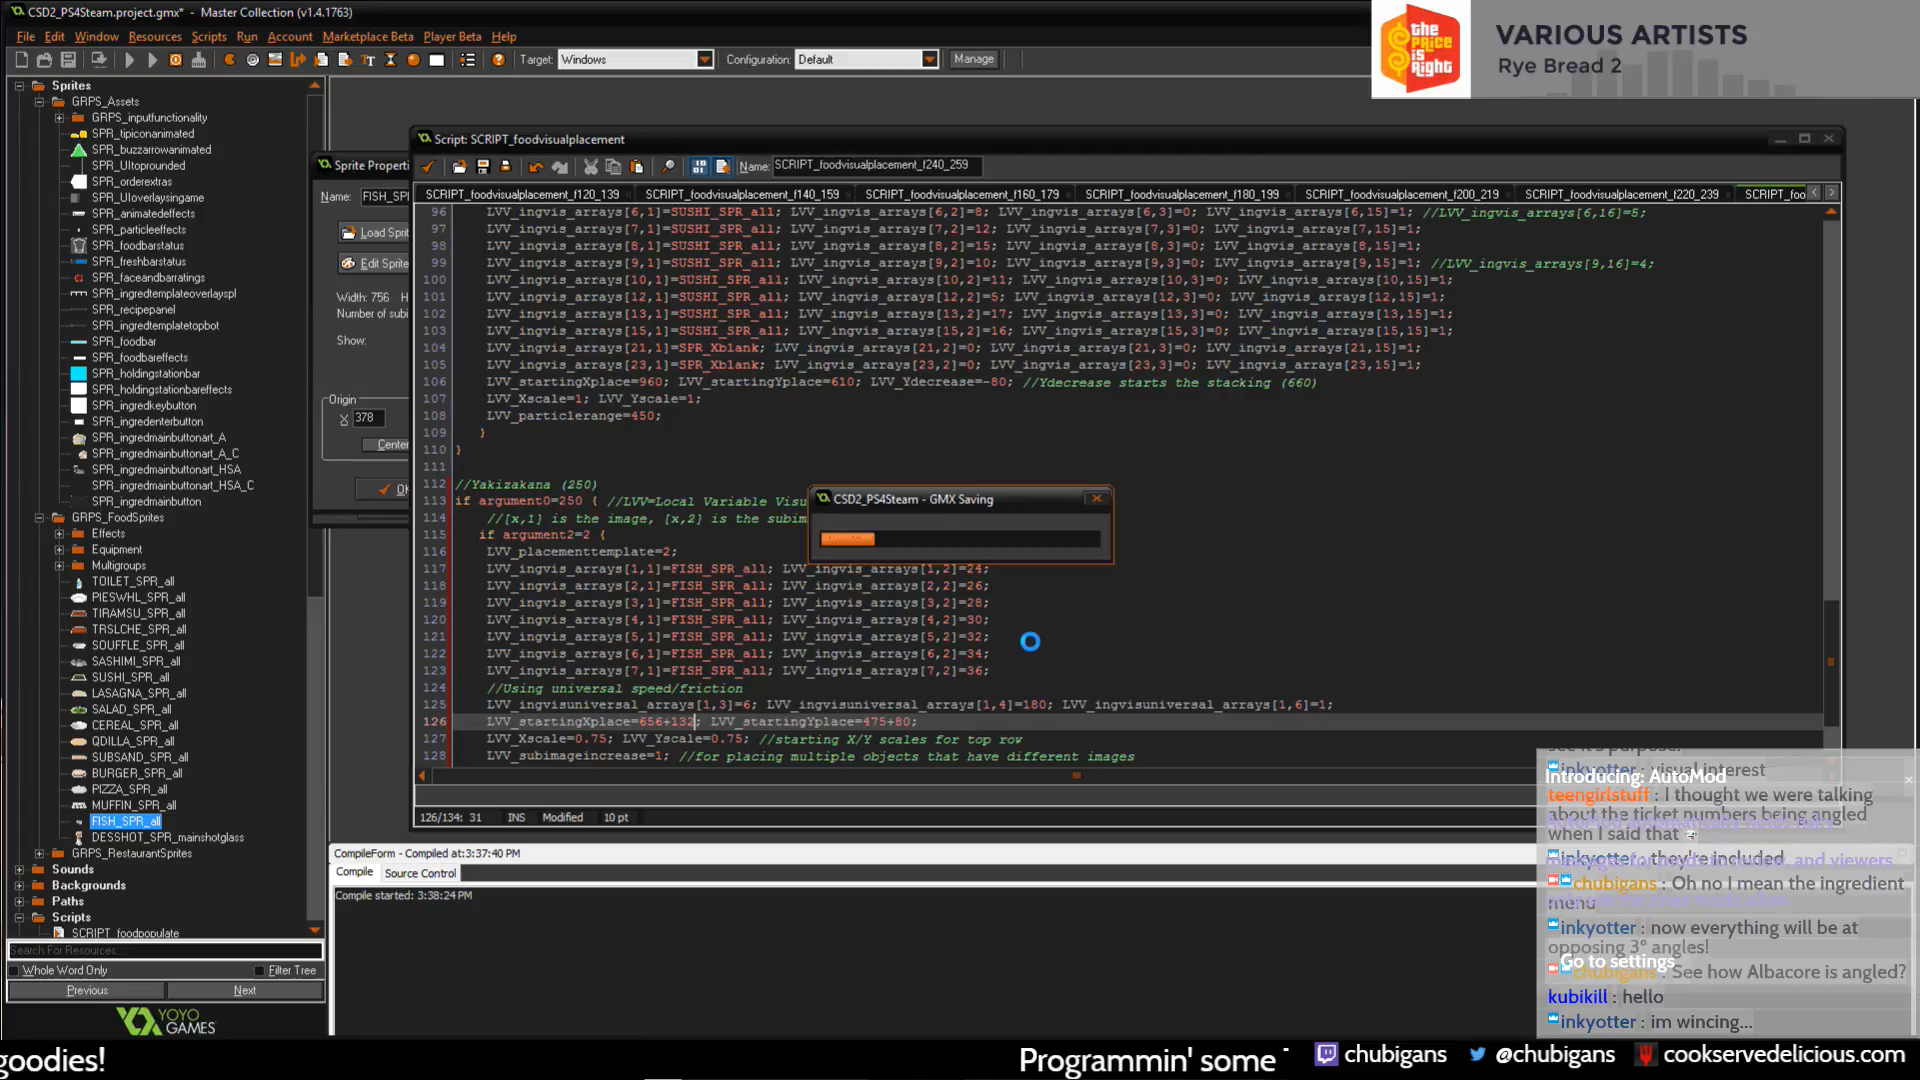 CSD2_PS4Steam.project.gmx* - Master Collection (v1.4.1763)
File Edit Window Resources Scripts Run Account Marketplace Beta Player Beta Help
Target: Windows Configuration: Default Manage
the PRICE is Right
VARIOUS ARTISTS
Rye Bread 2
Sprites
GRPS_Assets
GRPS_inputfunctionality
SPR_tipiconanimated
SPR_buzzarrowanimated
SPR_UItoprounded
SPR_orderextras
SPR_UIoverlaysingame
SPR_animatedeffects
SPR_particleeffects
SPR_foodbarstatus
SPR_freshbarstatus
SPR_faceandbarratings
SPR_ingredtemplateoverlayspl
SPR_recipepanel
SPR_ingredtemplatetopbot
SPR_foodbar
SPR_foodbareffects
SPR_holdingstationbar
SPR_holdingstationbareffects
SPR_ingredkeybutton
SPR_ingredenterbutton
SPR_ingredmainbuttonart_A
SPR_ingredmainbuttonart_A_C
SPR_ingredmainbuttonart_HSA
SPR_ingredmainbuttonart_HSA_C
SPR_ingredmainbutton
GRPS_FoodSprites
Effects
Equipment
Multigroups
TOILET_SPR_all
PIESWHL_SPR_all
TIRAMSU_SPR_all
TRSLCHE_SPR_all
SOUFFLE_SPR_all
SASHIMI_SPR_all
SUSHI_SPR_all
LASAGNA_SPR_all
SALAD_SPR_all
CEREAL_SPR_all
QDILLA_SPR_all
SUBSAND_SPR_all
BURGER_SPR_all
PIZZA_SPR_all
MUFFIN_SPR_all
FISH_SPR_all
DESSHOT_SPR_mainshotglass
GRPS_RestaurantSprites
Sounds
Backgrounds
Paths
Scripts
SCRIPT_foodpopulate
Search For Resources
Whole Word Only Filter Tree
Previous Next
YOYO GAMES
Sprite Properti
Name: FISH_SPR
Load Sprit
Edit Sprite
Width: 756 H
Number of subi
Show:
Origin
X 378
Center
OK
Script: SCRIPT_foodvisualplacement
Name: SCRIPT_foodvisualplacement_f240_259
SCRIPT_foodvisualplacement_f120_139 SCRIPT_foodvisualplacement_f140_159 SCRIPT_foodvisualplacement_f160_179 SCRIPT_foodvisualplacement_f180_199 SCRIPT_foodvisualplacement_f200_219 SCRIPT_foodvisualplacement_f220_239 SCRIPT_foo
96 LVV_ingvis_arrays[6,1]=SUSHI_SPR_all; LVV_ingvis_arrays[6,2]=8; LVV_ingvis_arrays[6,3]=0; LVV_ingvis_arrays[6,15]=1; //LVV_ingvis_arrays[6,16]=5;
97 LVV_ingvis_arrays[7,1]=SUSHI_SPR_all; LVV_ingvis_arrays[7,2]=12; LVV_ingvis_arrays[7,3]=0; LVV_ingvis_arrays[7,15]=1;
98 LVV_ingvis_arrays[8,1]=SUSHI_SPR_all; LVV_ingvis_arrays[8,2]=15; LVV_ingvis_arrays[8,3]=0; LVV_ingvis_arrays[8,15]=1;
99 LVV_ingvis_arrays[9,1]=SUSHI_SPR_all; LVV_ingvis_arrays[9,2]=10; LVV_ingvis_arrays[9,3]=0; LVV_ingvis_arrays[9,15]=1; //LVV_ingvis_arrays[9,16]=4;
100 LVV_ingvis_arrays[10,1]=SUSHI_SPR_all; LVV_ingvis_arrays[10,2]=11; LVV_ingvis_arrays[10,3]=0; LVV_ingvis_arrays[10,15]=1;
101 LVV_ingvis_arrays[12,1]=SUSHI_SPR_all; LVV_ingvis_arrays[12,2]=5; LVV_ingvis_arrays[12,3]=0; LVV_ingvis_arrays[12,15]=1;
102 LVV_ingvis_arrays[13,1]=SUSHI_SPR_all; LVV_ingvis_arrays[13,2]=17; LVV_ingvis_arrays[13,3]=0; LVV_ingvis_arrays[13,15]=1;
103 LVV_ingvis_arrays[15,1]=SUSHI_SPR_all; LVV_ingvis_arrays[15,2]=16; LVV_ingvis_arrays[15,3]=0; LVV_ingvis_arrays[15,15]=1;
104 LVV_ingvis_arrays[21,1]=SPR_Xblank; LVV_ingvis_arrays[21,2]=0; LVV_ingvis_arrays[21,3]=0; LVV_ingvis_arrays[21,15]=1;
105 LVV_ingvis_arrays[23,1]=SPR_Xblank; LVV_ingvis_arrays[23,2]=0; LVV_ingvis_arrays[23,3]=0; LVV_ingvis_arrays[23,15]=1;
106 LVV_startingXplace=960; LVV_startingYplace=610; LVV_Ydecrease=-80; //Ydecrease starts the stacking (660)
107 LVV_Xscale=1; LVV_Yscale=1;
108 LVV_particlerange=450;
109 }
110 }
111
112 //Yakizakana (250)
113 if argument0=250 { //LVV=Local Variable Visu
114 //[x,1] is the image, [x,2] is the subim
115 if argument2=2 {
116 LVV_placementtemplate=2;
117 LVV_ingvis_arrays[1,1]=FISH_SPR_all; LVV_ingvis_arrays[1,2]=24;
118 LVV_ingvis_arrays[2,1]=FISH_SPR_all; LVV_ingvis_arrays[2,2]=26;
119 LVV_ingvis_arrays[3,1]=FISH_SPR_all; LVV_ingvis_arrays[3,2]=28;
120 LVV_ingvis_arrays[4,1]=FISH_SPR_all; LVV_ingvis_arrays[4,2]=30;
121 LVV_ingvis_arrays[5,1]=FISH_SPR_all; LVV_ingvis_arrays[5,2]=32;
122 LVV_ingvis_arrays[6,1]=FISH_SPR_all; LVV_ingvis_arrays[6,2]=34;
123 LVV_ingvis_arrays[7,1]=FISH_SPR_all; LVV_ingvis_arrays[7,2]=36;
124 //Using universal speed/friction
125 LVV_ingvisuniversal_arrays[1,3]=6; LVV_ingvisuniversal_arrays[1,4]=180; LVV_ingvisuniversal_arrays[1,6]=1;
126 LVV_startingXplace=656+132; LVV_startingYplace=475+80;
127 LVV_Xscale=0.75; LVV_Yscale=0.75; //starting X/Y scales for top row
128 LVV_subimageincrease=1; //for placing multiple objects that have different images
CSD2_PS4Steam - GMX Saving
126/134: 31 INS Modified 10 pt
CompileForm - Compiled at:3:37:40 PM
Compile Source Control
Compile started: 3:38:24 PM
see it's purpose!
inkyotter : visual interest
Introducing: AutoMod
teengirlstuff : I thought we were talking
about the ticket numbers being angled
when I said that
inkyotter : they're included
messages for mods to review, and viewers
chubigans : Oh no I mean the ingredient
menu
inkyotter : now everything will be at
opposing 3° angles!
Go to settings
chubigans : See how Albacore is angled?
kubikill : hello
inkyotter : im wincing...
goodies! Programmin' some chubigans @chubigans cookservedelicious.com